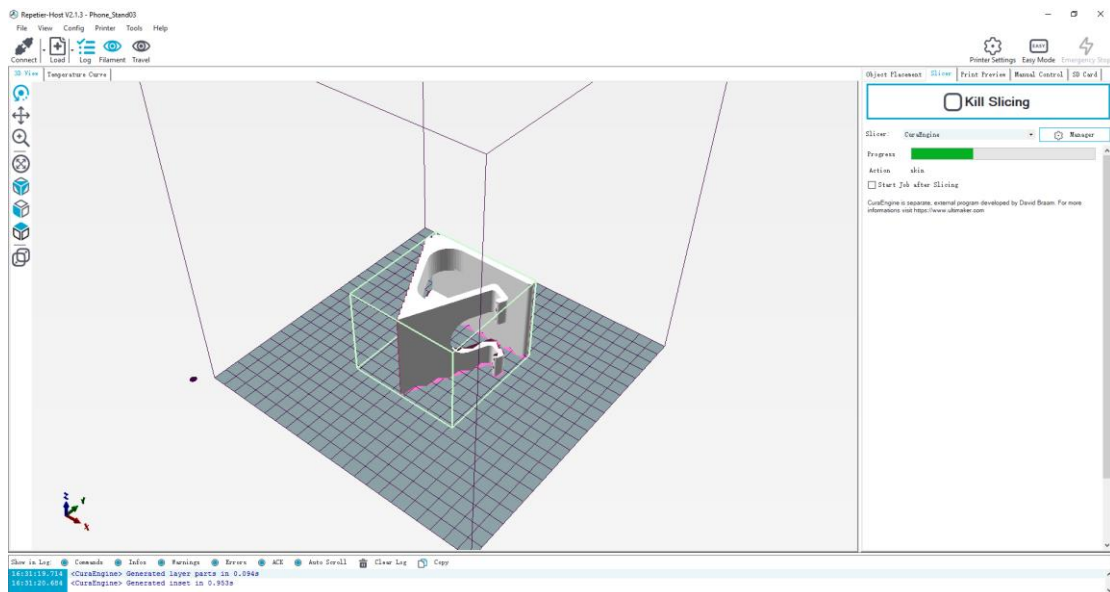 Repetier-Host V2.1.3 - Phone_Stand03
File View Config Printer Tools Help
Connect Load Log Filament Travel
Printer Settings EASY Easy Mode Emergency Stop
3D View Temperature Curve
Object Placement Slicer Print Preview Manual Control SD Card
Kill Slicing
Slicer: CuraEngine Manager
Progress
Action skin
Start Job after Slicing
CuraEngine is separate, external program developed by David Braam. For more
informations visit https://www.ultimaker.com
Z Y
X
Show in Log: Commands Infos Warnings Errors ACK Auto Scroll Clear Log Copy
16:31:19.714 <CuraEngine> Generated layer parts in 0.094s
16:31:20.684 <CuraEngine> Generated inset in 0.953s